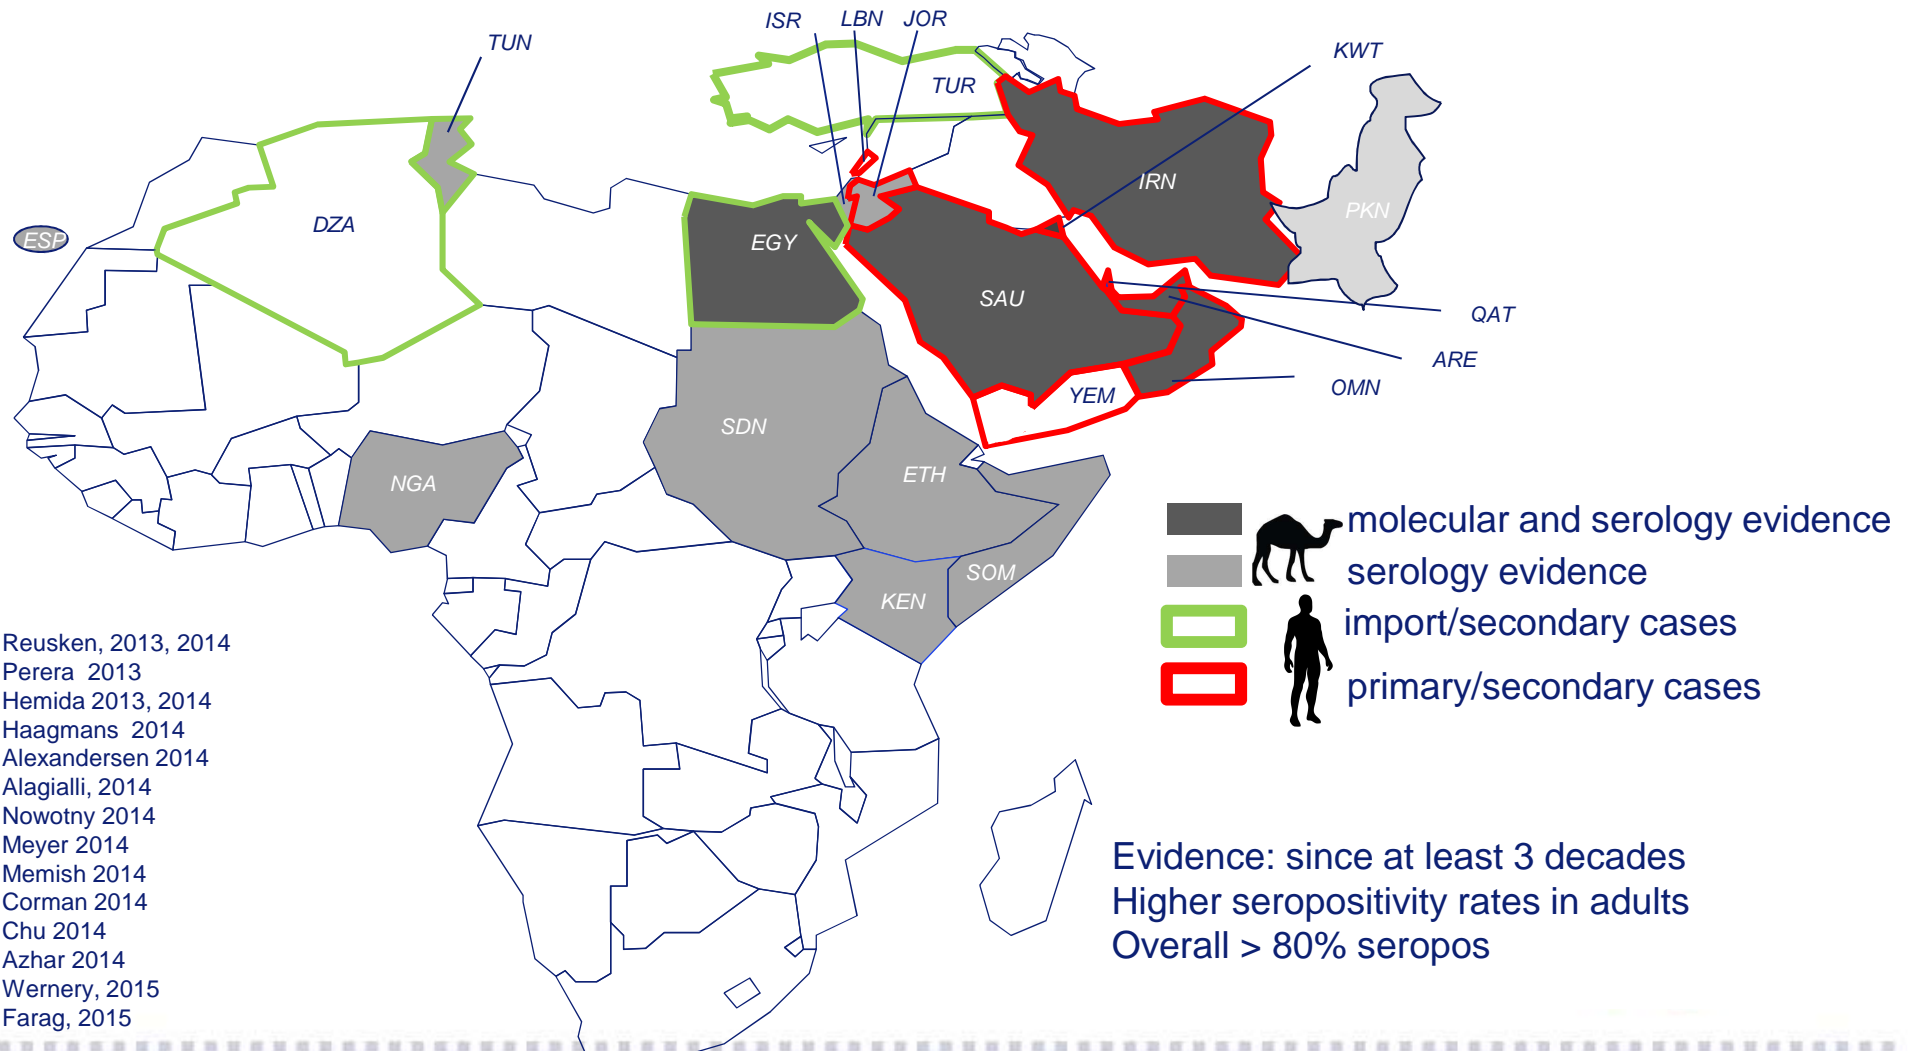 ISR
LBN
JOR
TUN
KWT
TUR
IRN
PKN
DZA
ESP
EGY
SAU
QAT
ARE
OMN
YEM
SDN
NGA
ETH
SOM
KEN
molecular and serology evidence
serology evidence
import/secondary cases
primary/secondary cases
Reusken, 2013, 2014
Perera 2013
Hemida 2013, 2014
Haagmans 2014
Alexandersen 2014
Alagialli, 2014
Nowotny 2014
Meyer 2014
Memish 2014
Corman 2014
Chu 2014
Azhar 2014
Wernery, 2015
Farag, 2015
Evidence: since at least 3 decades
Higher seropositivity rates in adults
Overall > 80% seropos